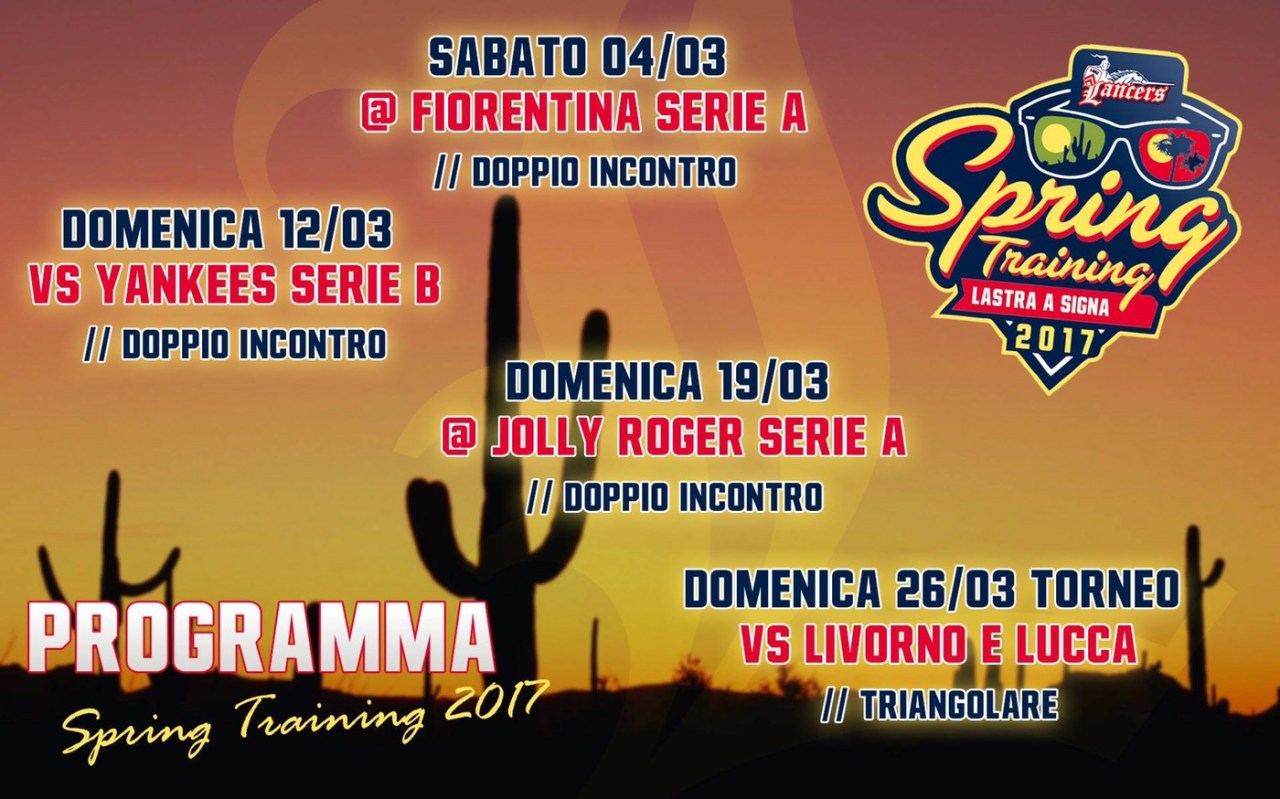 SABATO 04/03
@ FIORENTINA SERIE A
// DOPPIO INCONTRO
Lancers
Spring
Training
LASTRA A SIGNA
2017
DOMENICA 12/03
VS YANKEES SERIE B
// DOPPIO INCONTRO
DOMENICA 19/03
@ JOLLY ROGER SERIE A
// DOPPIO INCONTRO
DOMENICA 26/03 TORNEO
VS LIVORNO E LUCCA
// TRIANGOLARE
PROGRAMMA
Spring Training 2017